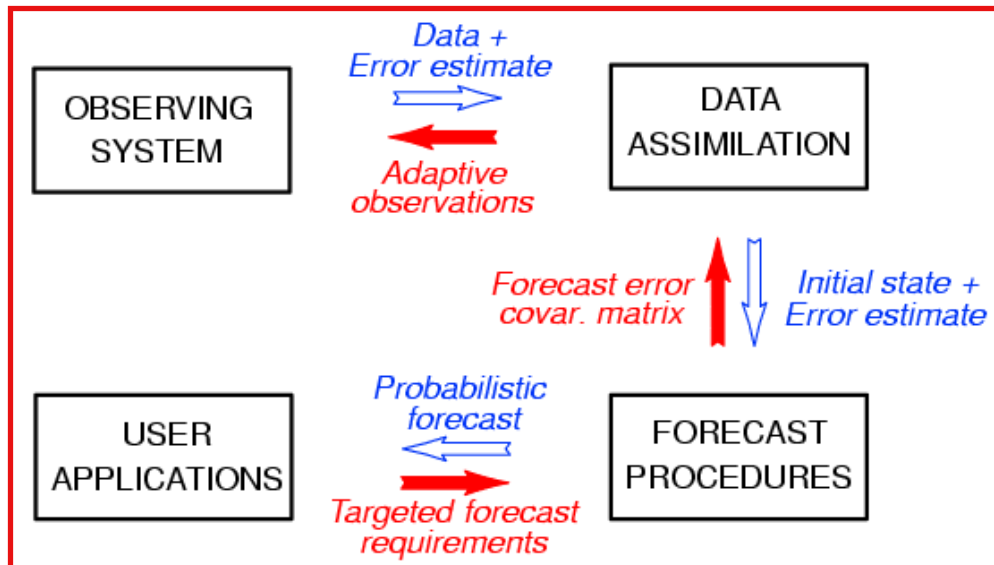 Data +
Error estimate
OBSERVING
SYSTEM
DATA
ASSIMILATION
Adaptive
observations
Forecast error
covar. matrix
Initial state +
Error estimate
Probabilistic
forecast
USER
APPLICATIONS
FORECAST
PROCEDURES
Targeted forecast
requirements